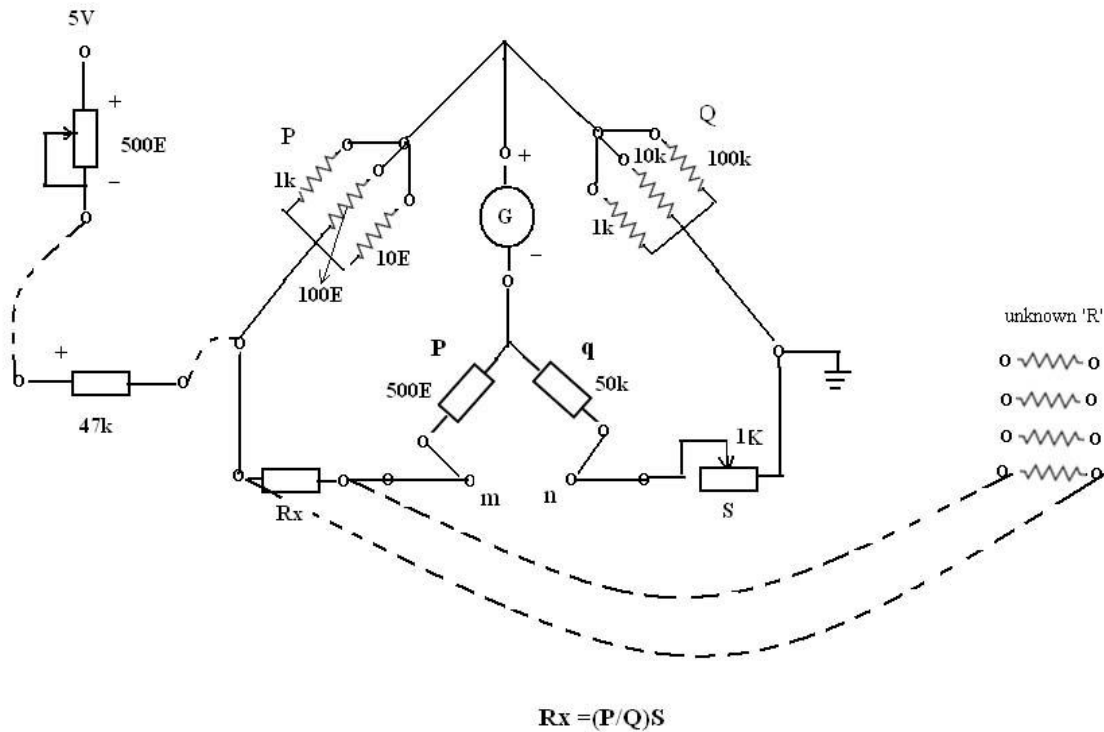 5V
+
500E
−
P
1k
100E
10E
+
G
−
Q
10k
100k
1k
+
47k
P
500E
q
50k
1K
Rx
m
n
S
unknown 'R'
Rx =(P/Q)S